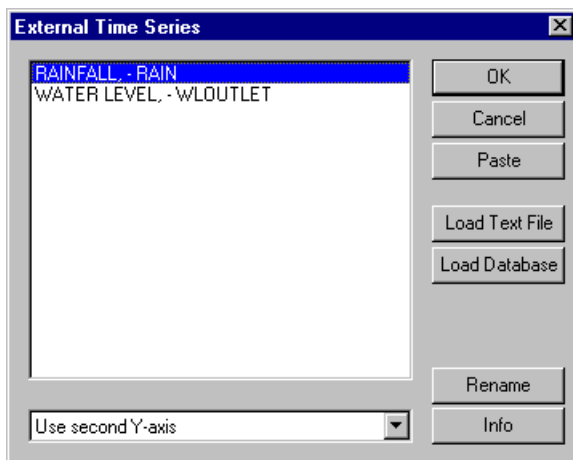 External Time Series
RAINFALL, - RAIN
WATER LEVEL, - WLOUTLET
OK
Cancel
Paste
Load Text File
Load Database
Rename
Use second Y-axis
Info